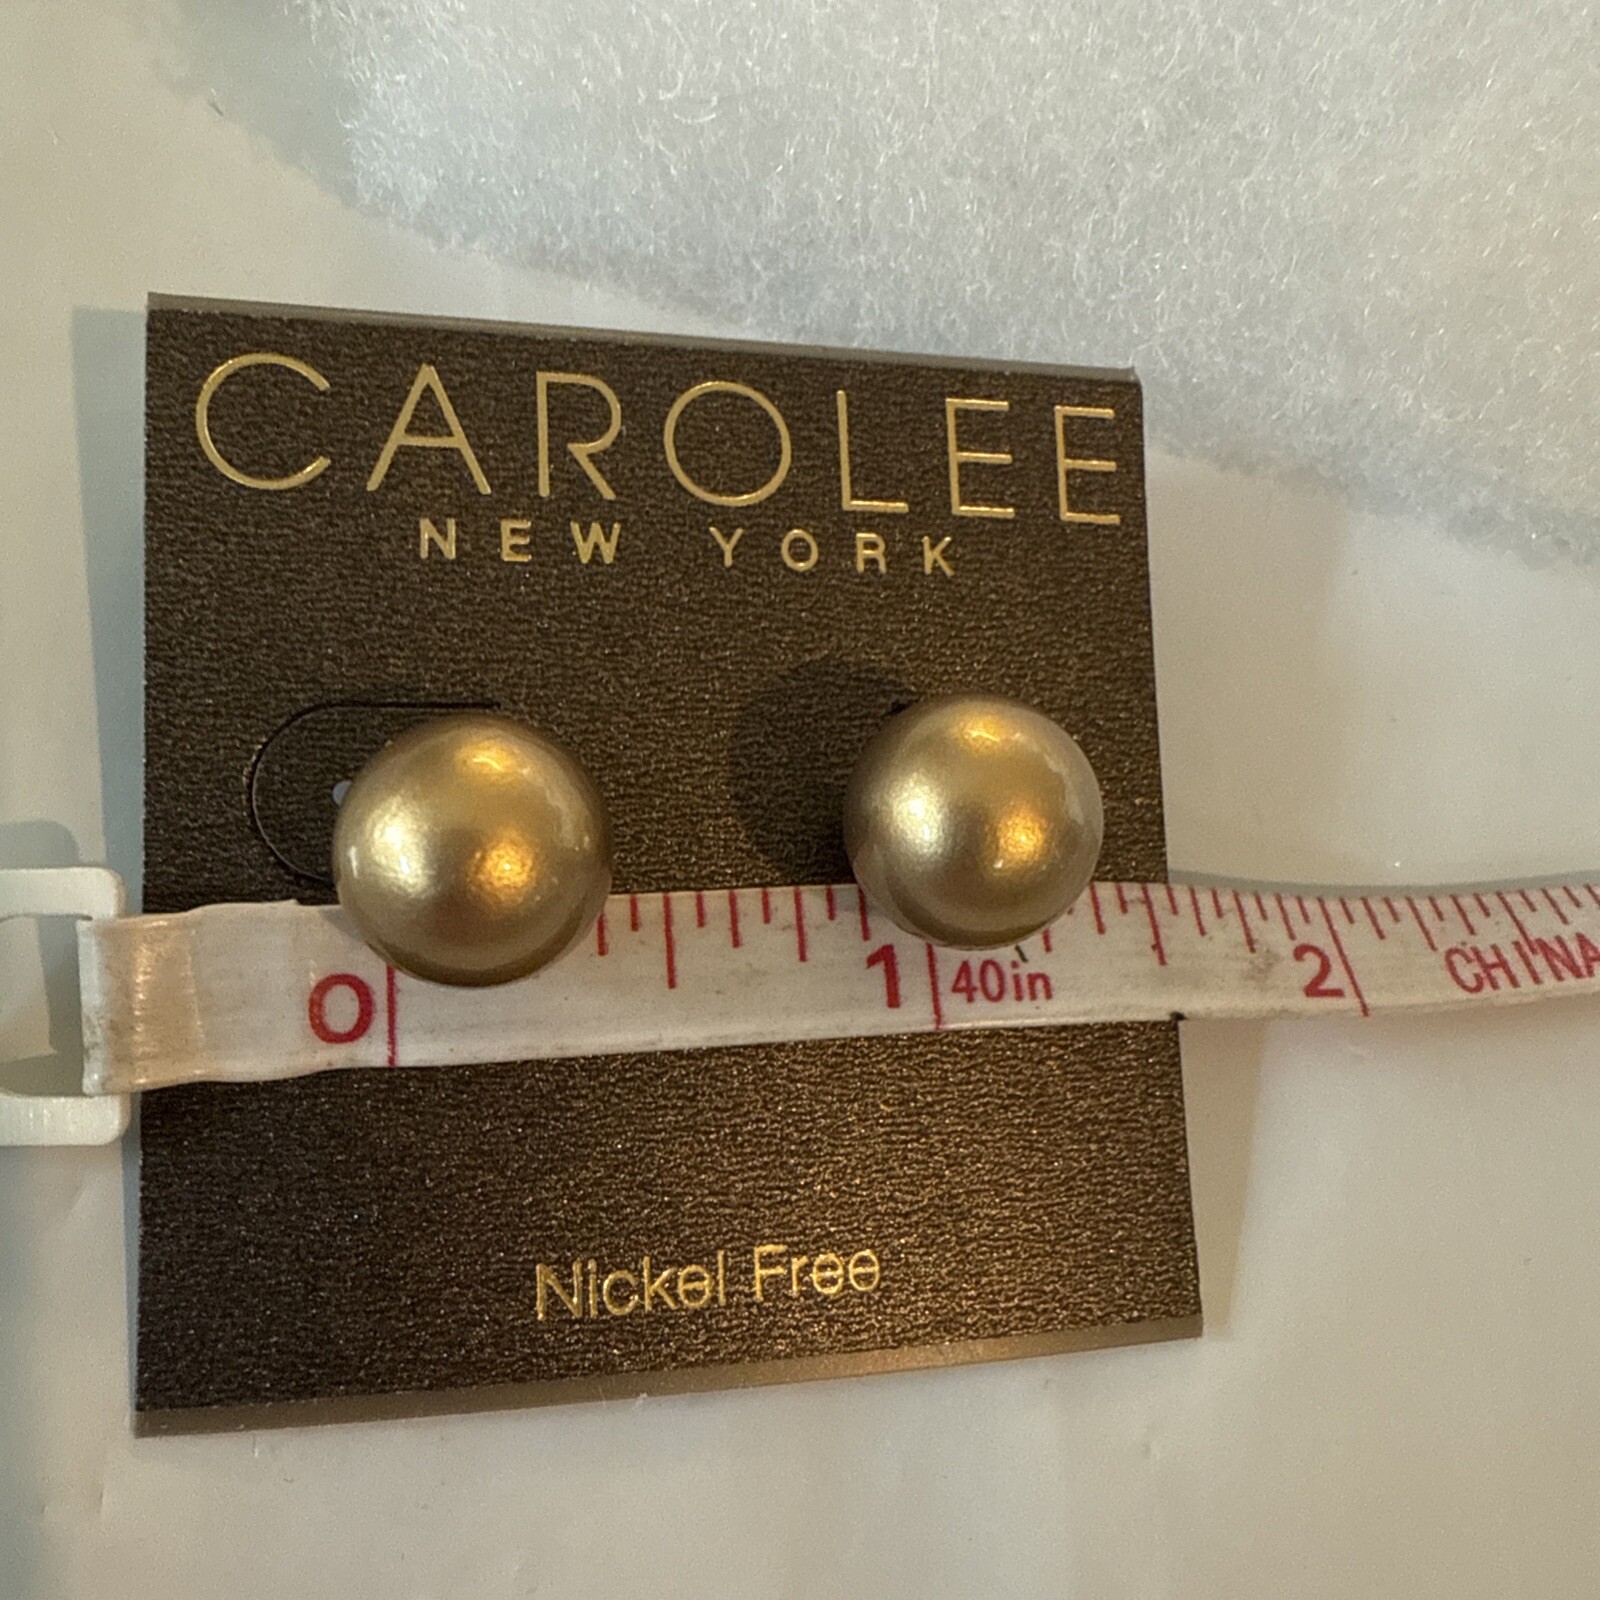 CAROLEE
NEW YORK
0 1 40in 2 CHINA
Nickel Free